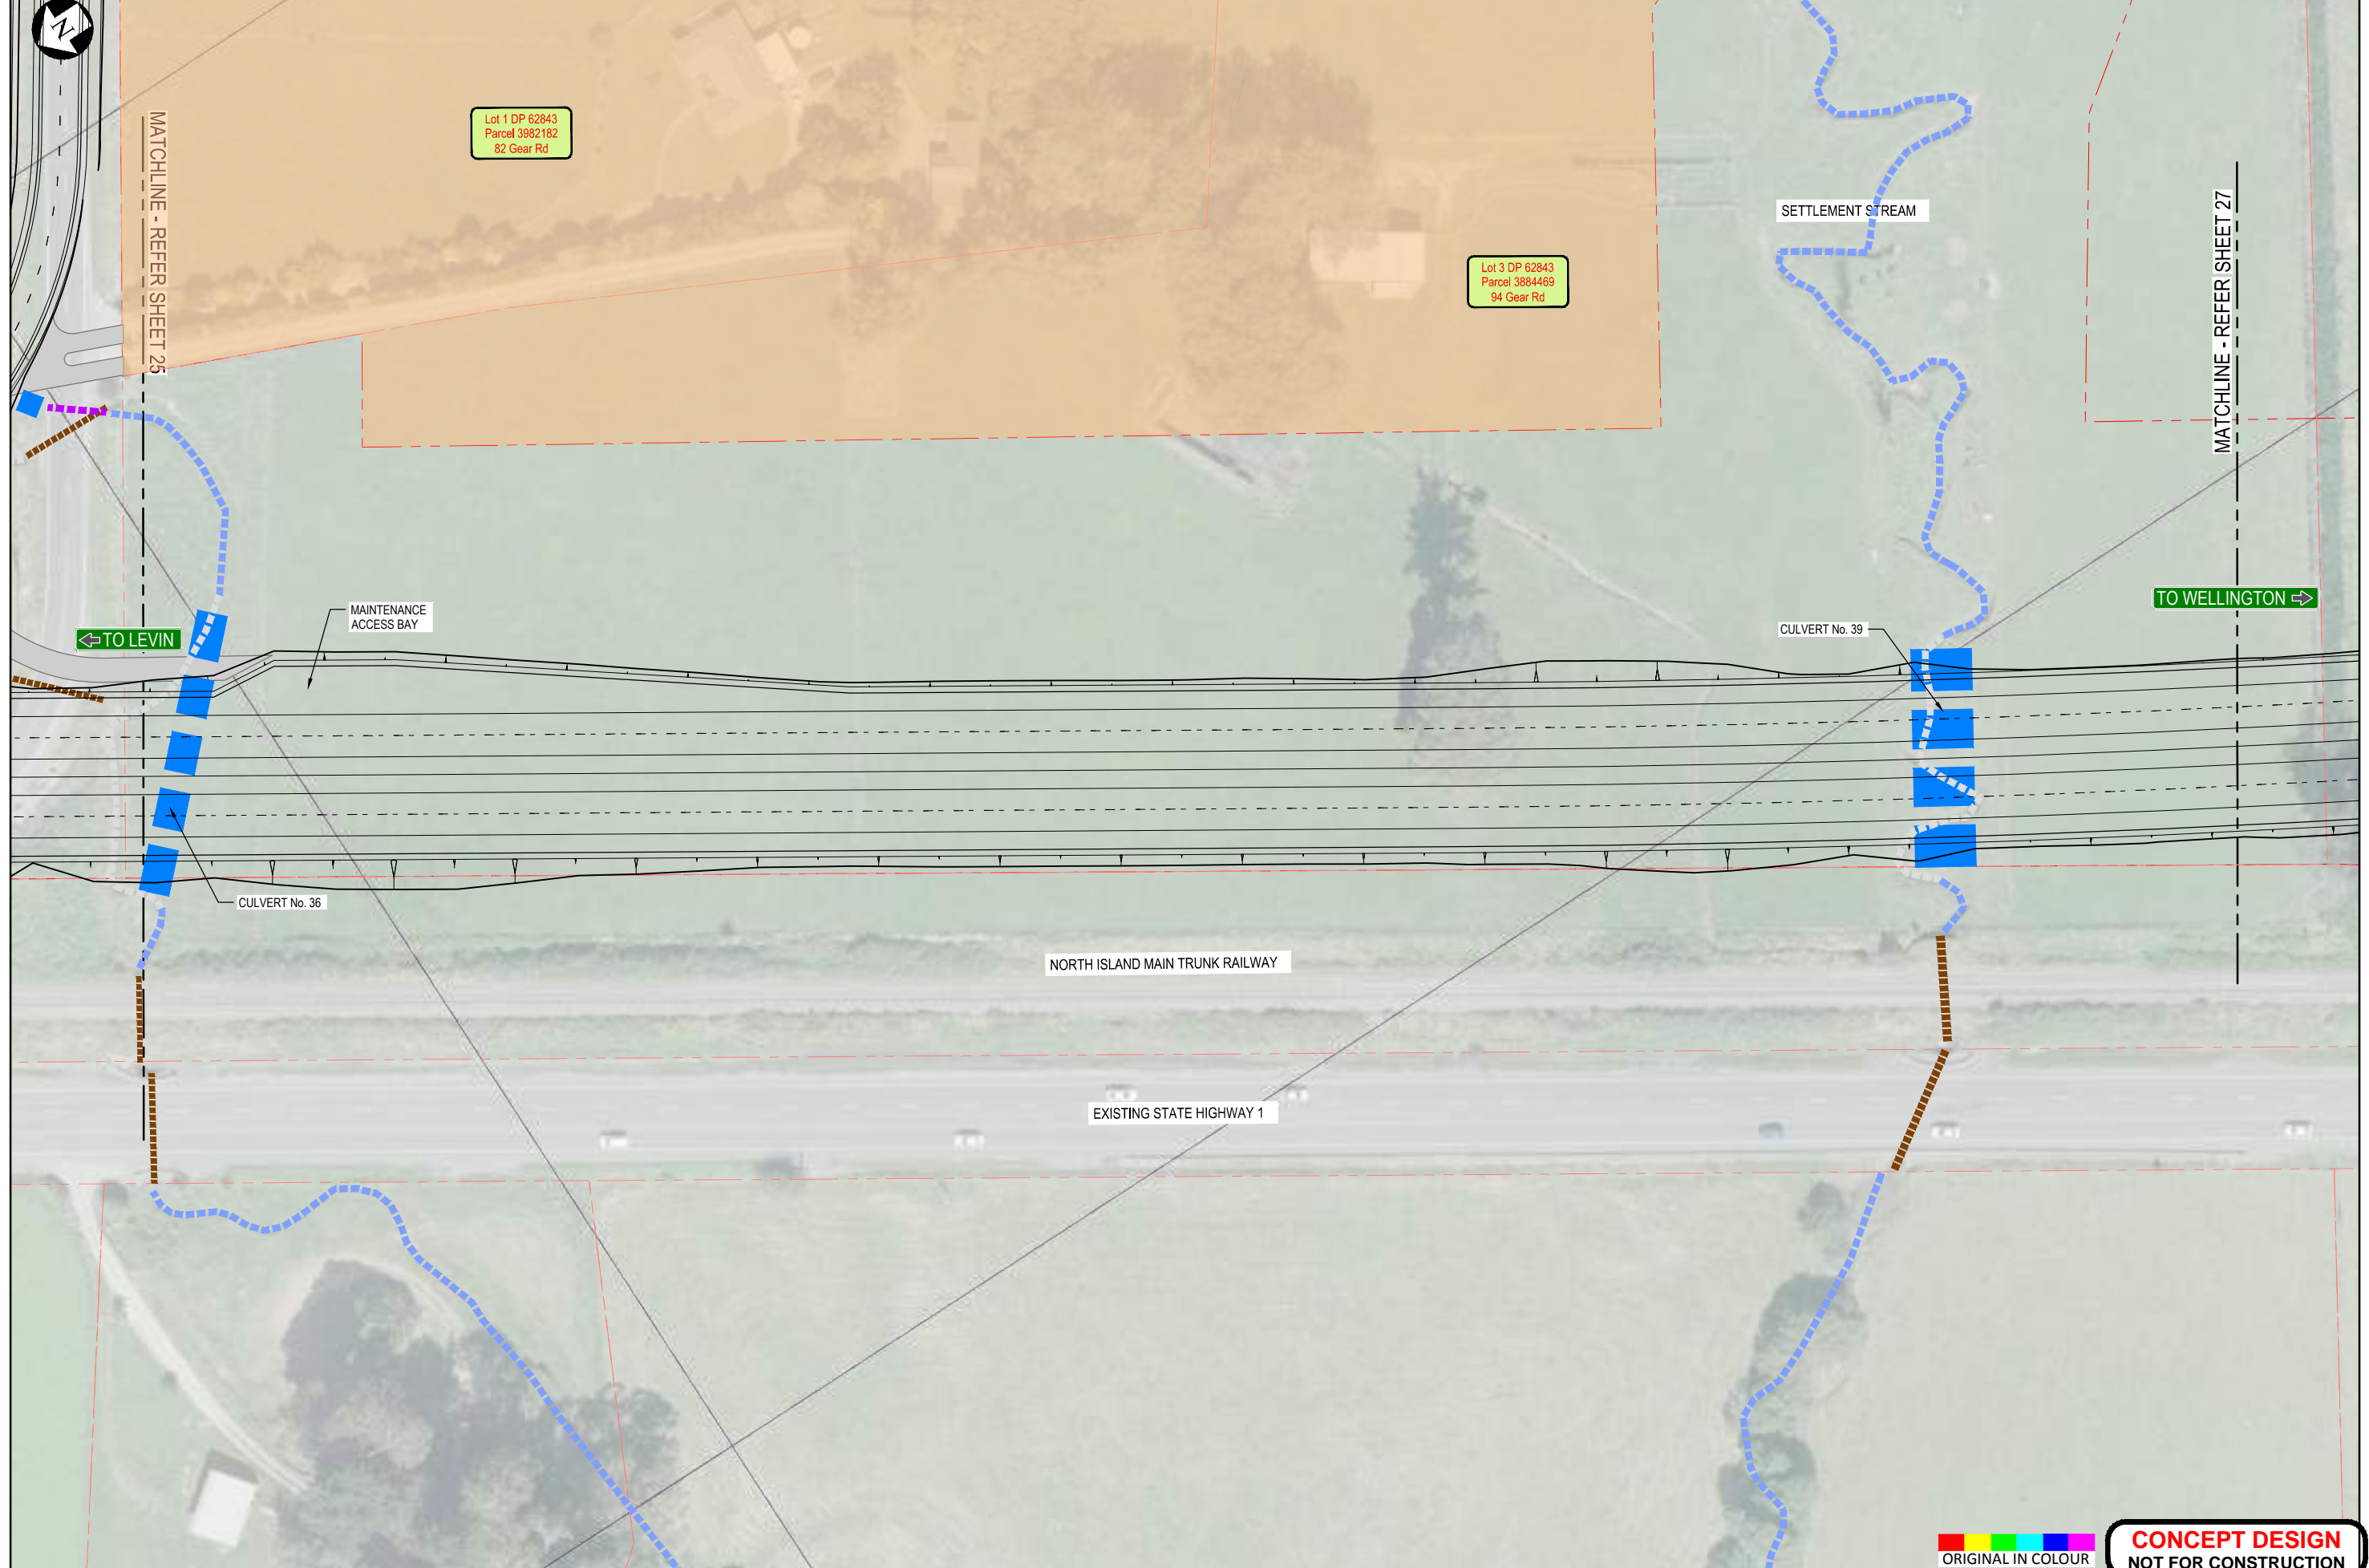 N
MATCHLINE - REFER SHEET 25
Lot 1 DP 62843
Parcel 3982182
82 Gear Rd
SETTLEMENT STREAM
MATCHLINE - REFER SHEET 27
Lot 3 DP 62843
Parcel 3884469
94 Gear Rd
TO LEVIN
MAINTENANCE
ACCESS BAY
CULVERT No. 39
TO WELLINGTON
CULVERT No. 36
NORTH ISLAND MAIN TRUNK RAILWAY
EXISTING STATE HIGHWAY 1
ORIGINAL IN COLOUR
CONCEPT DESIGN
NOT FOR CONSTRUCTION